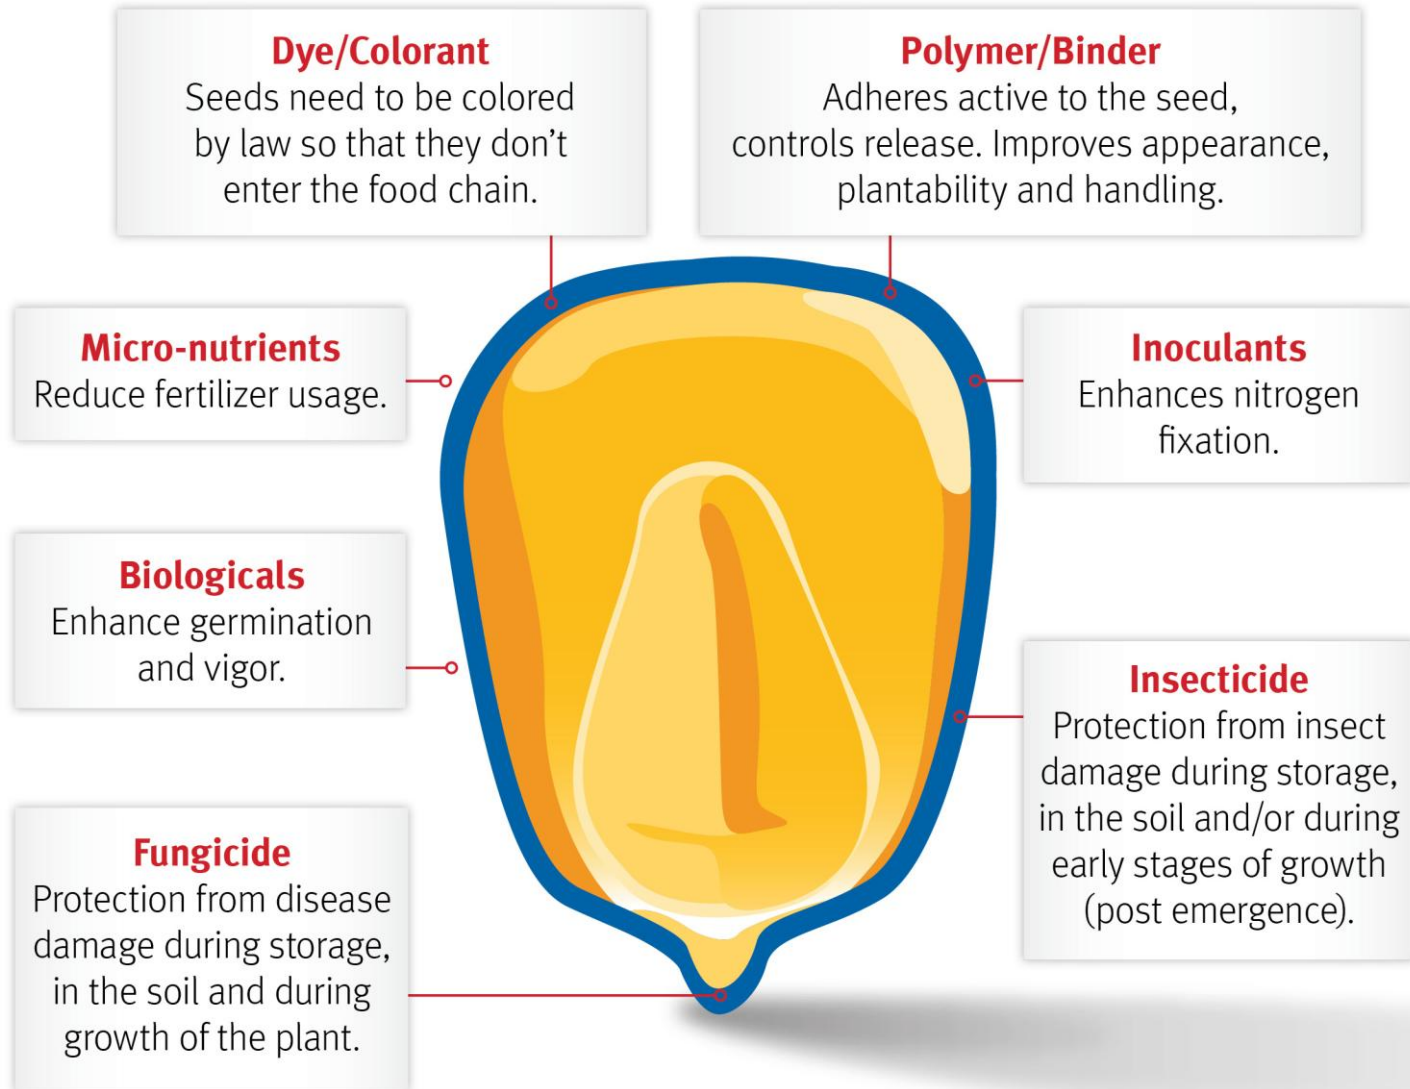 Dye/Colorant
Seeds need to be colored
by law so that they don’t
enter the food chain.
Polymer/Binder
Adheres active to the seed,
controls release. Improves appearance,
plantability and handling.
Micro-nutrients
Reduce fertilizer usage.
Inoculants
Enhances nitrogen
fixation.
Biologicals
Enhance germination
and vigor.
Insecticide
Protection from insect
damage during storage,
in the soil and/or during
early stages of growth
(post emergence).
Fungicide
Protection from disease
damage during storage,
in the soil and during
growth of the plant.